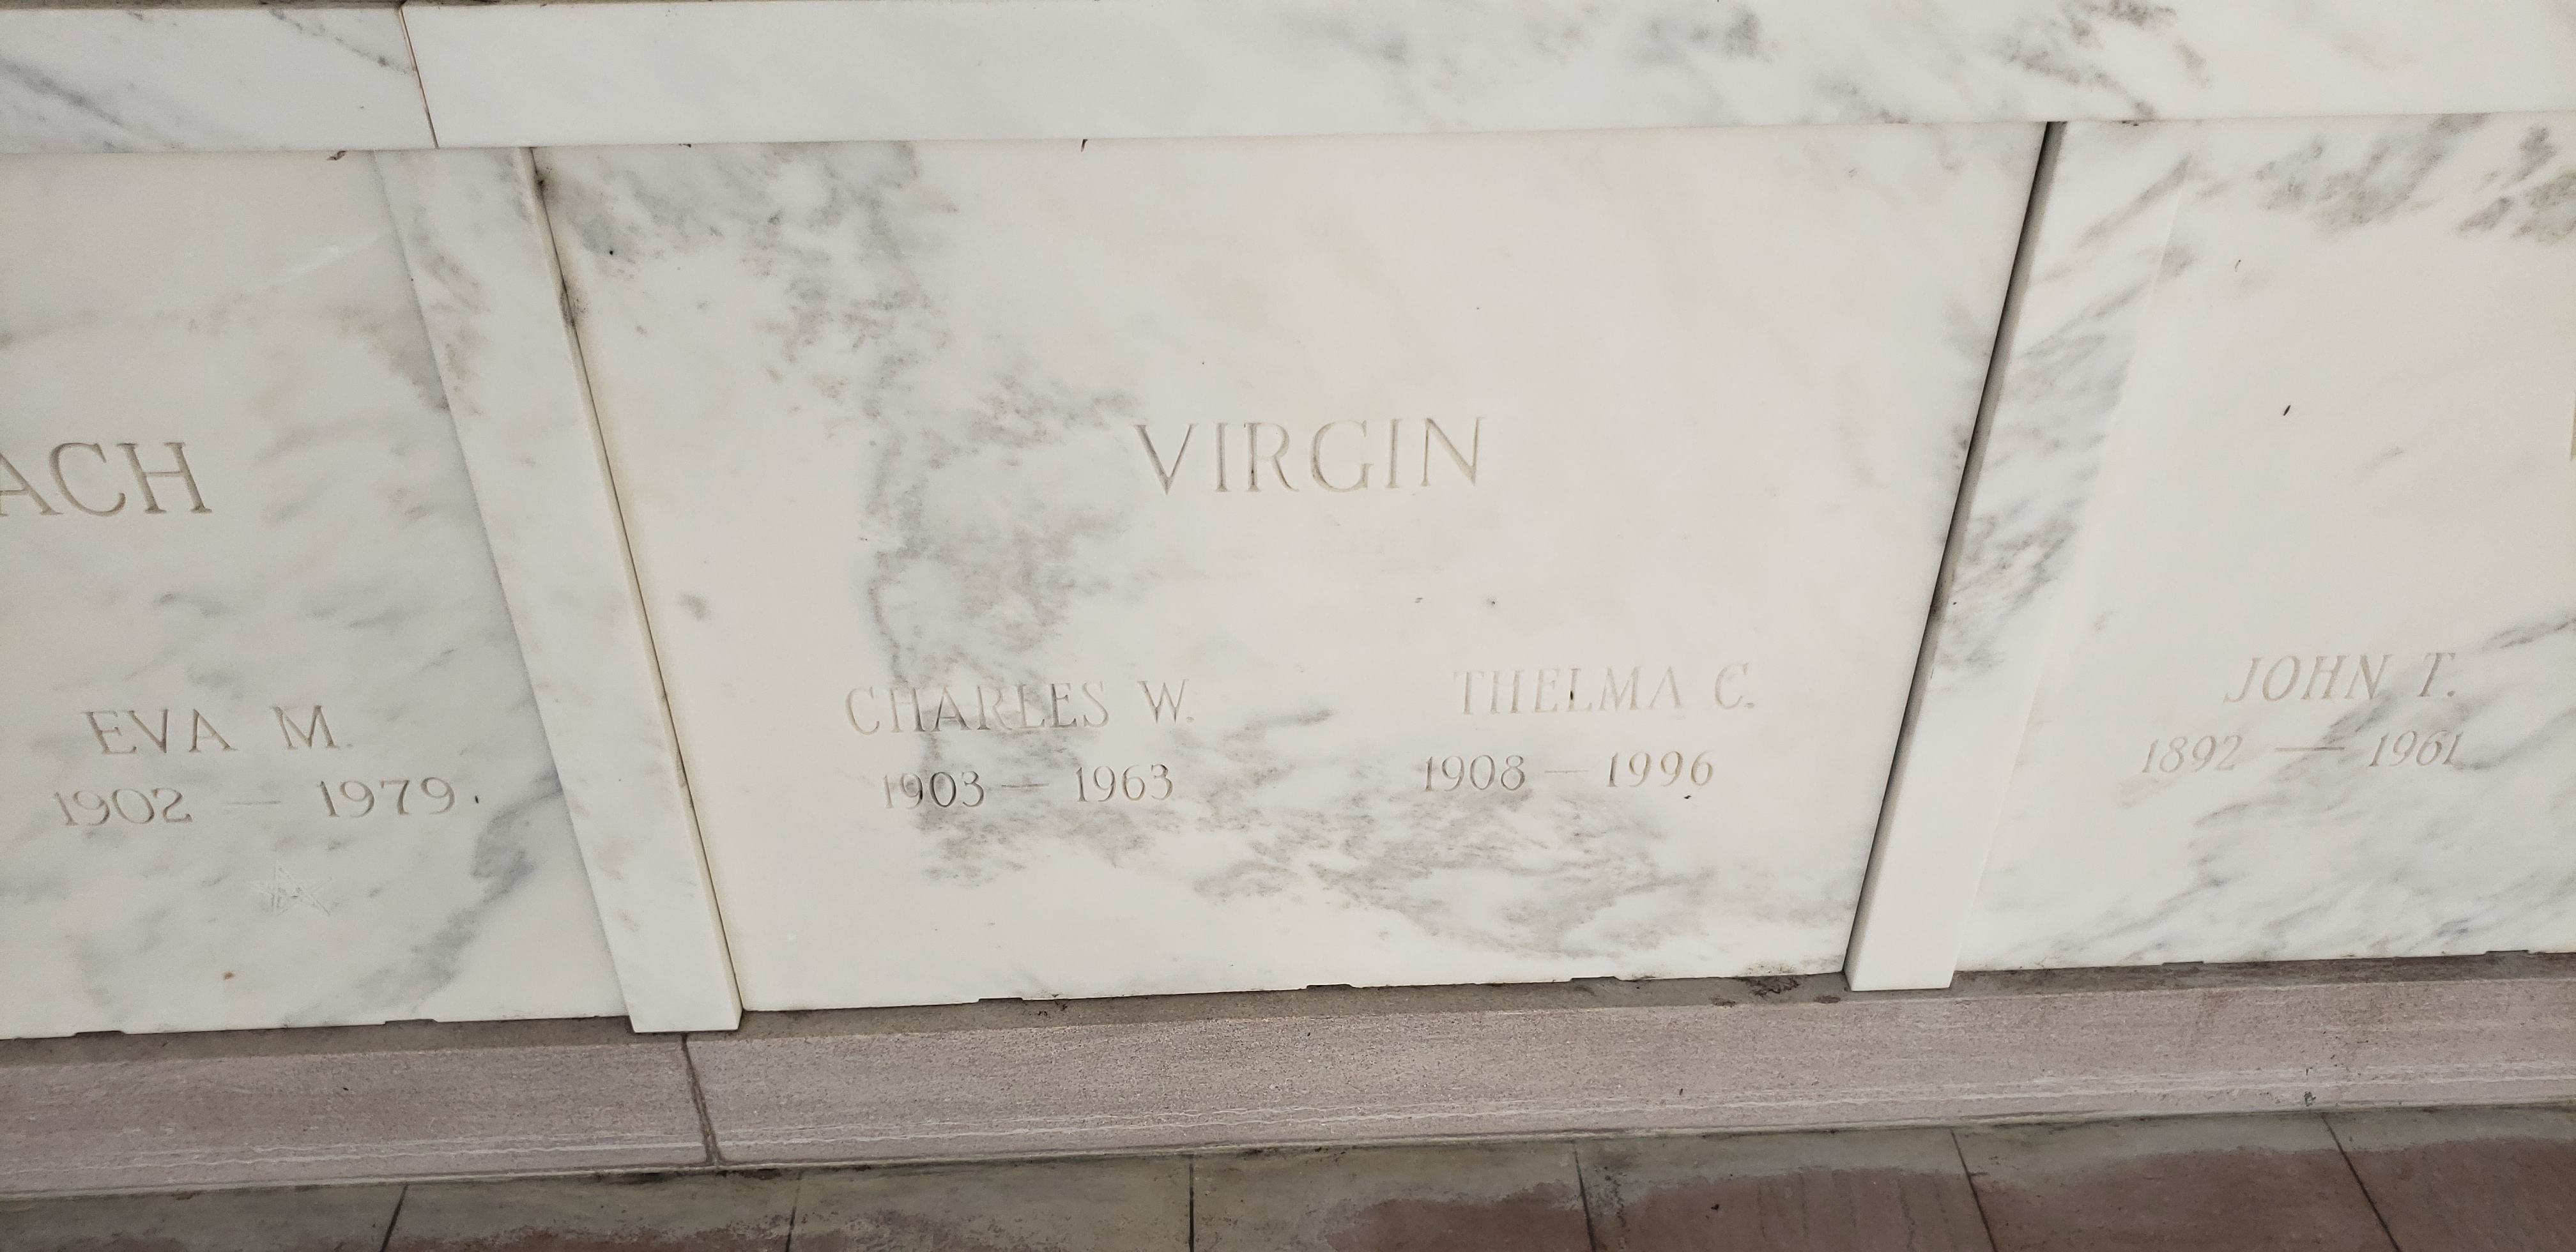 ACH
EVA M.
1902 — 1979
VIRGIN
CHARLES W.
1903 — 1963
THELMA C.
1908 — 1996
JOHN T.
1892 — 1961